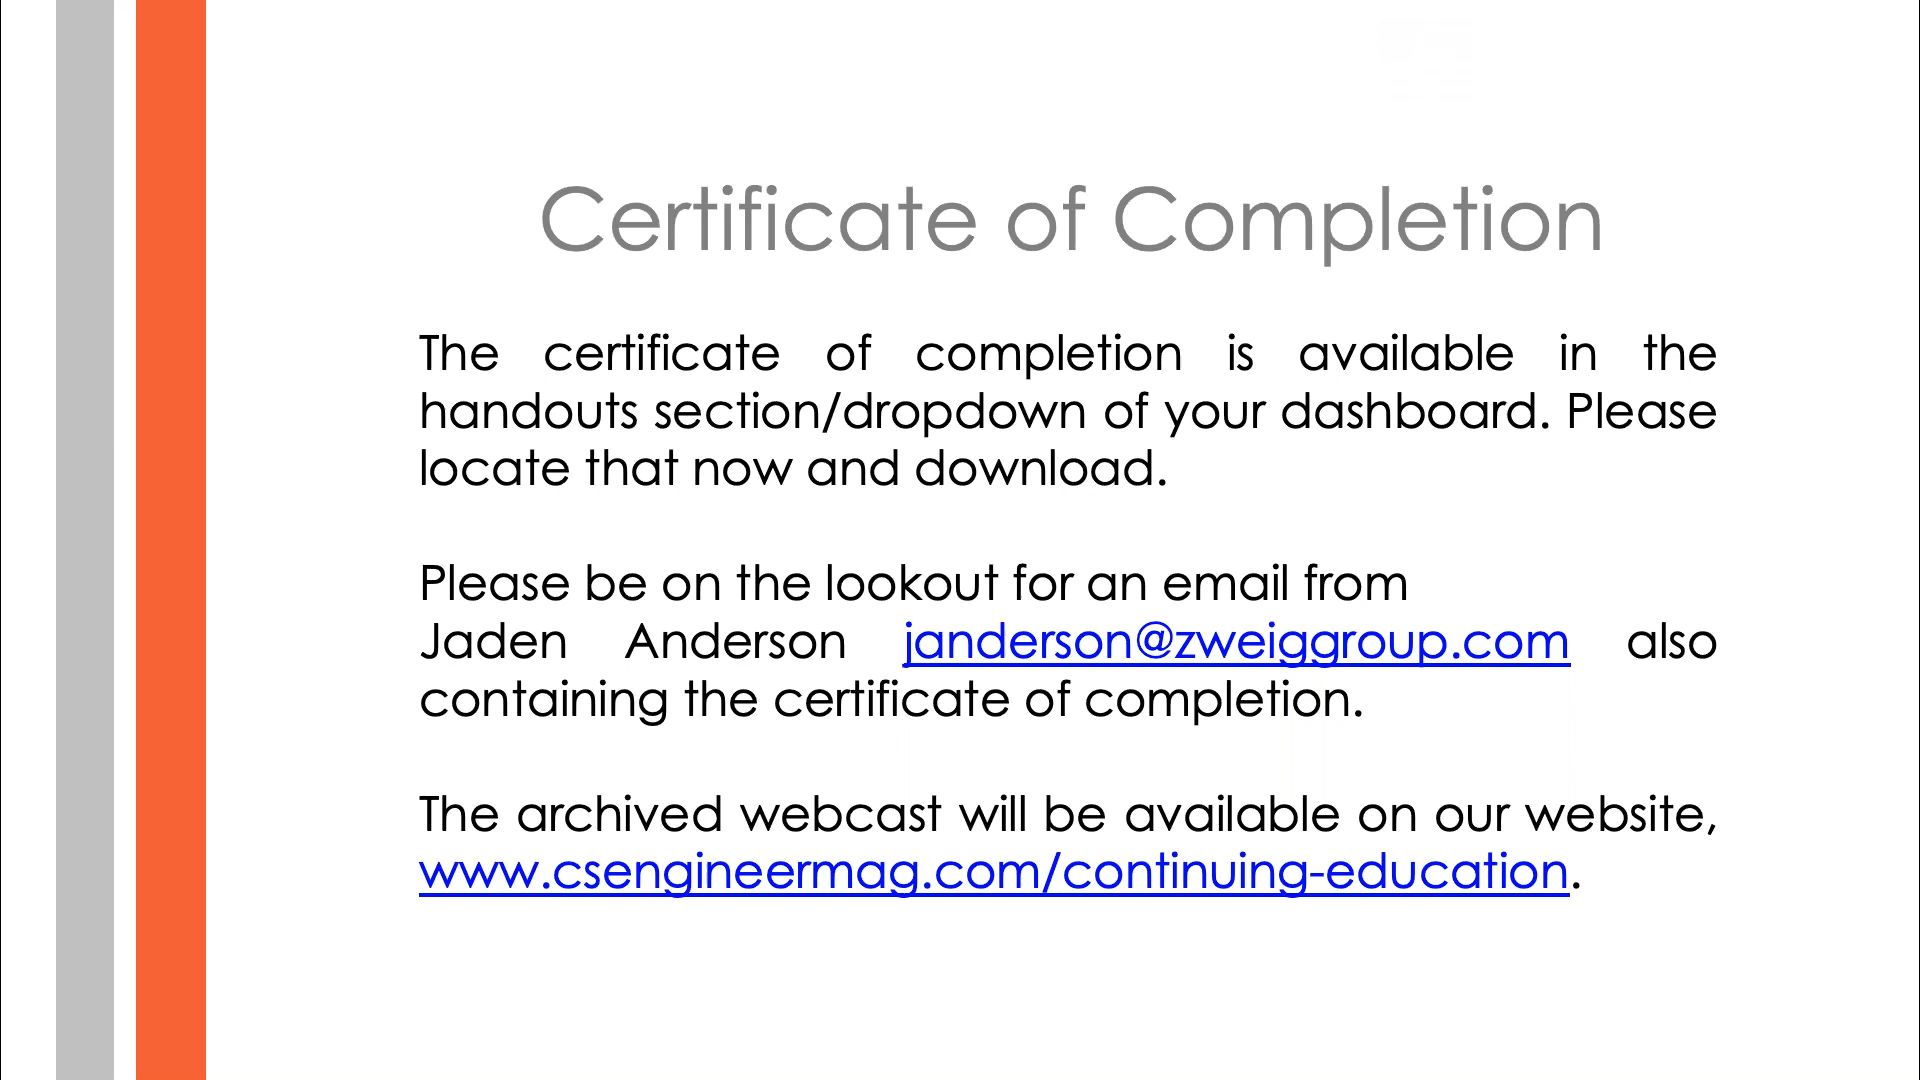 Certificate of Completion
The certificate of completion is available in the
handouts section/dropdown of your dashboard. Please
locate that now and download.
Please be on the lookout for an email from
Jaden Anderson janderson@zweiggroup.com also
containing the certificate of completion.
The archived webcast will be available on our website,
www.csengineermag.com/continuing-education.